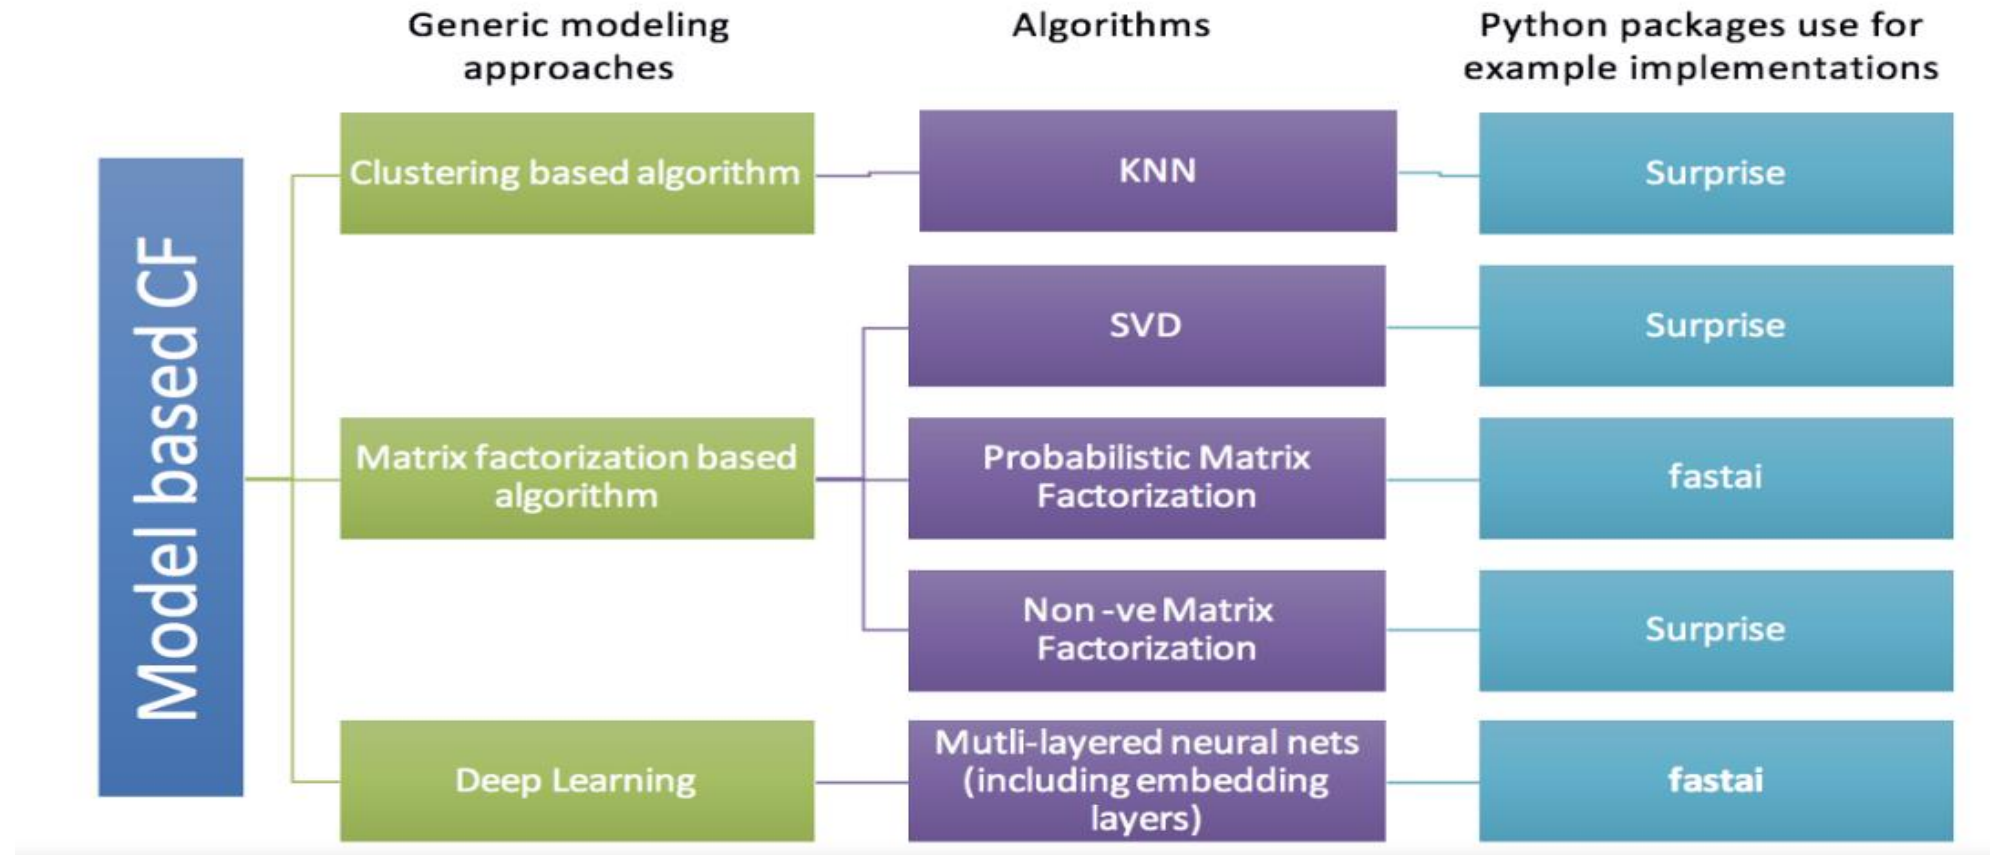 Generic modeling
approaches
Algorithms
Python packages use for
example implementations
Model based CF
Clustering based algorithm
KNN
Surprise
SVD
Surprise
Matrix factorization based
algorithm
Probabilistic Matrix
Factorization
fastai
Non -ve Matrix
Factorization
Surprise
Deep Learning
Mutli-layered neural nets
(including embedding
layers)
fastai